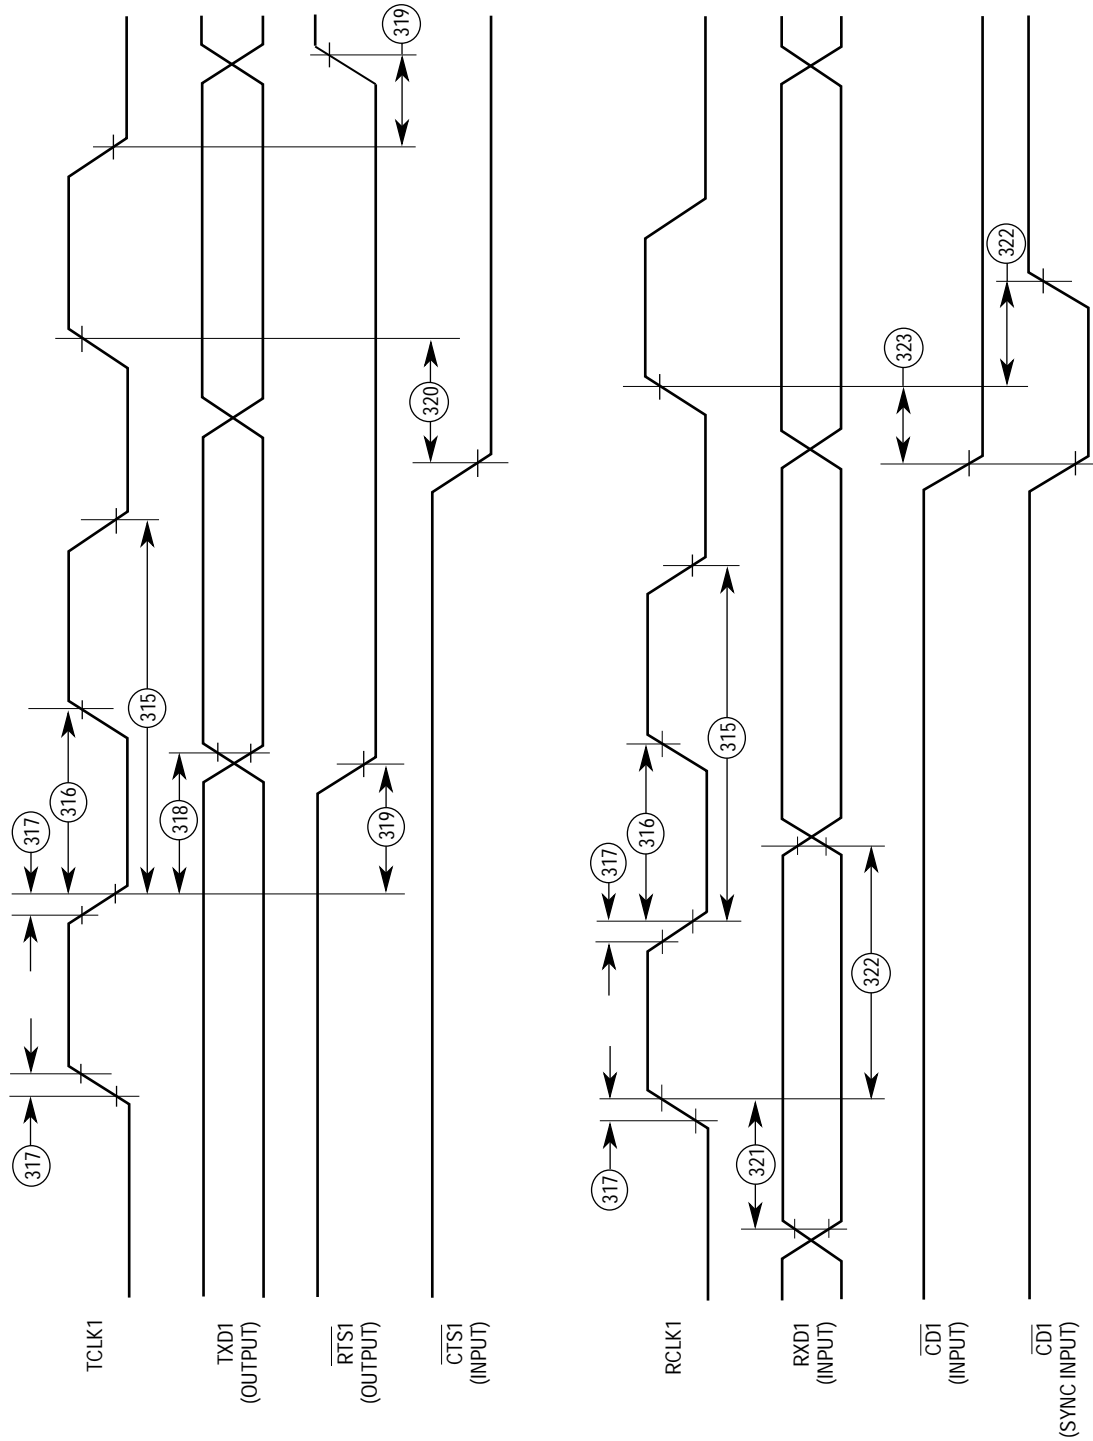 317
317
316
TCLK1
315
318
TXD1
(OUTPUT)
RTS1
(OUTPUT)
319
319
320
CTS1
(INPUT)
317
317
316
RCLK1
315
321
RXD1
(INPUT)
322
323
CD1
(INPUT)
322
CD1
(SYNC INPUT)